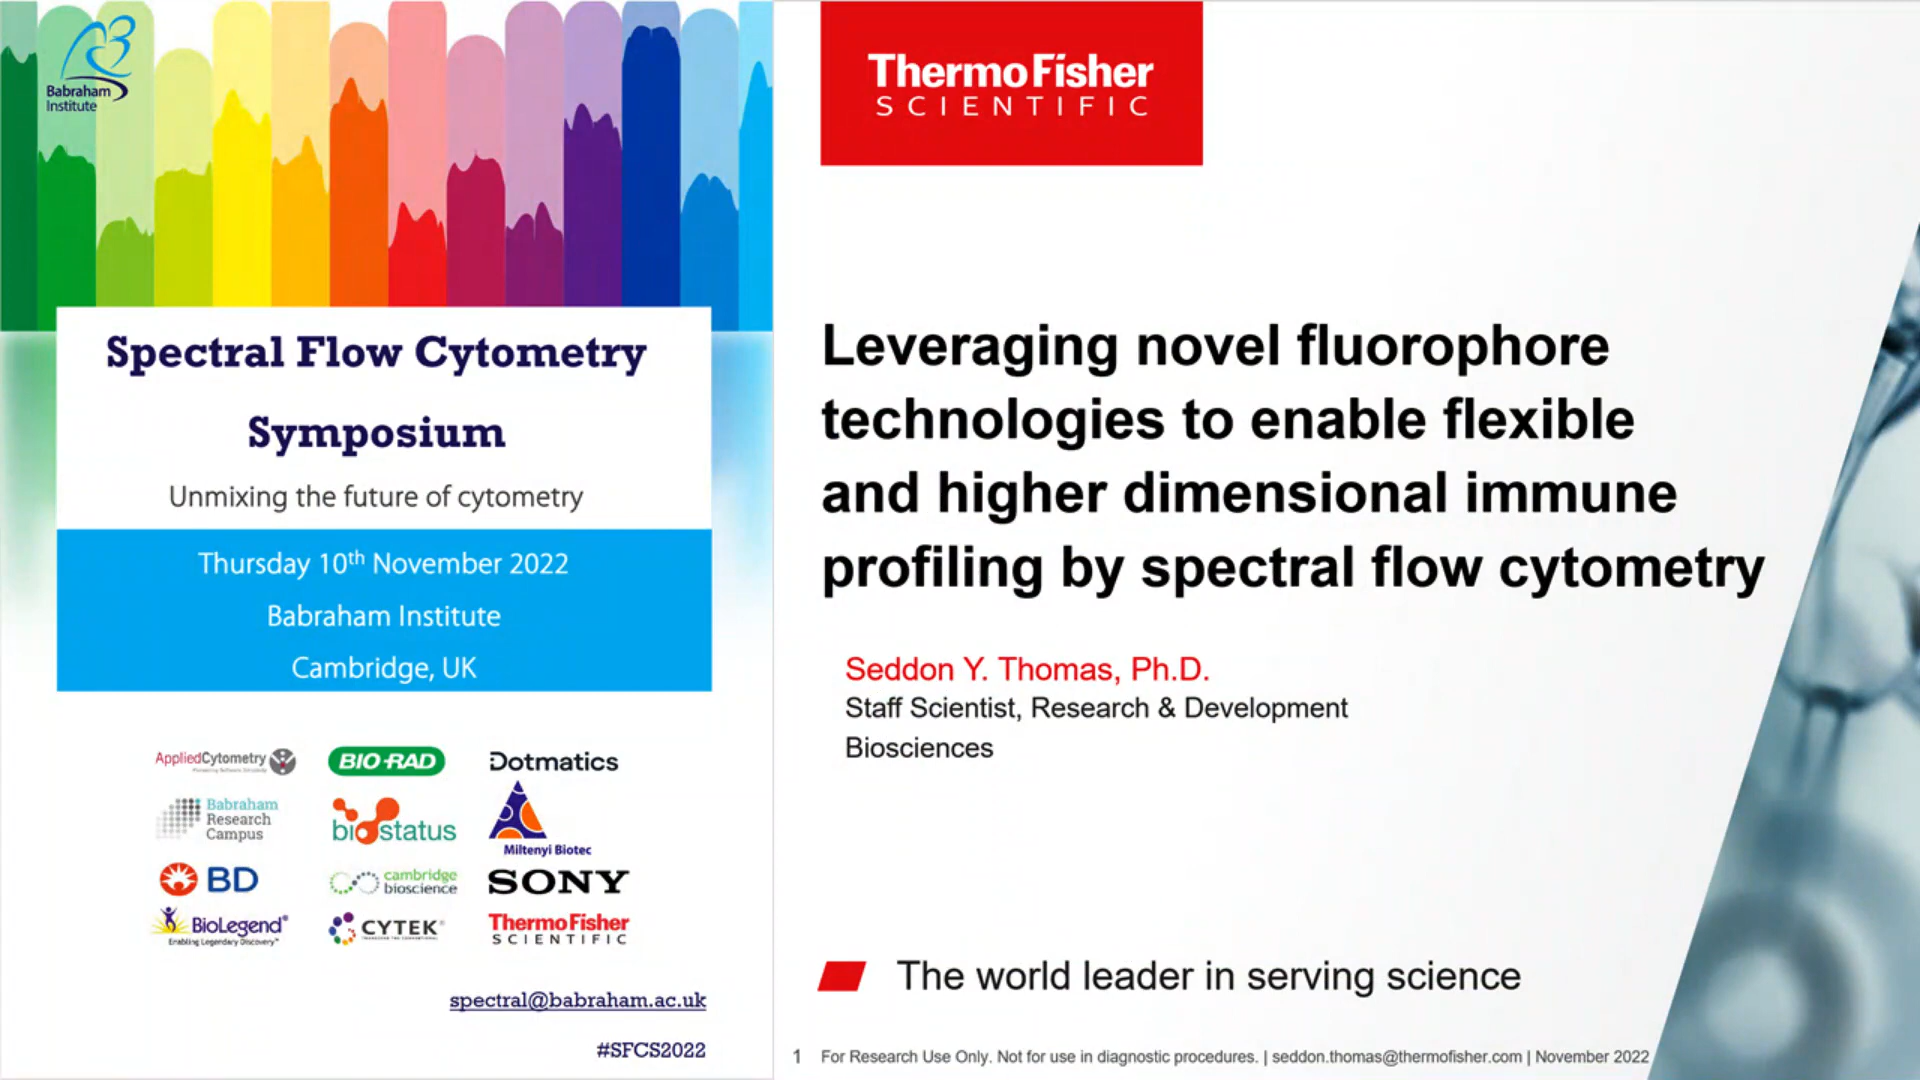 Babraham
Institute
Spectral Flow Cytometry
Symposium
Unmixing the future of cytometry
Thursday 10th November 2022
Babraham Institute
Cambridge, UK
AppliedCytometry
BIO-RAD
Dotmatics
Babraham
Research
Campus
biostatus
Miltenyi Biotec
BD
cambridge
bioscience
SONY
BioLegend®
Enabling Legendary Discovery™
CYTEK
ThermoFisher
SCIENTIFIC
spectral@babraham.ac.uk
#SFCS2022
ThermoFisher
SCIENTIFIC
Leveraging novel fluorophore
technologies to enable flexible
and higher dimensional immune
profiling by spectral flow cytometry
Seddon Y. Thomas, Ph.D.
Staff Scientist, Research & Development
Biosciences
The world leader in serving science
1 For Research Use Only. Not for use in diagnostic procedures. | seddon.thomas@thermofisher.com | November 2022